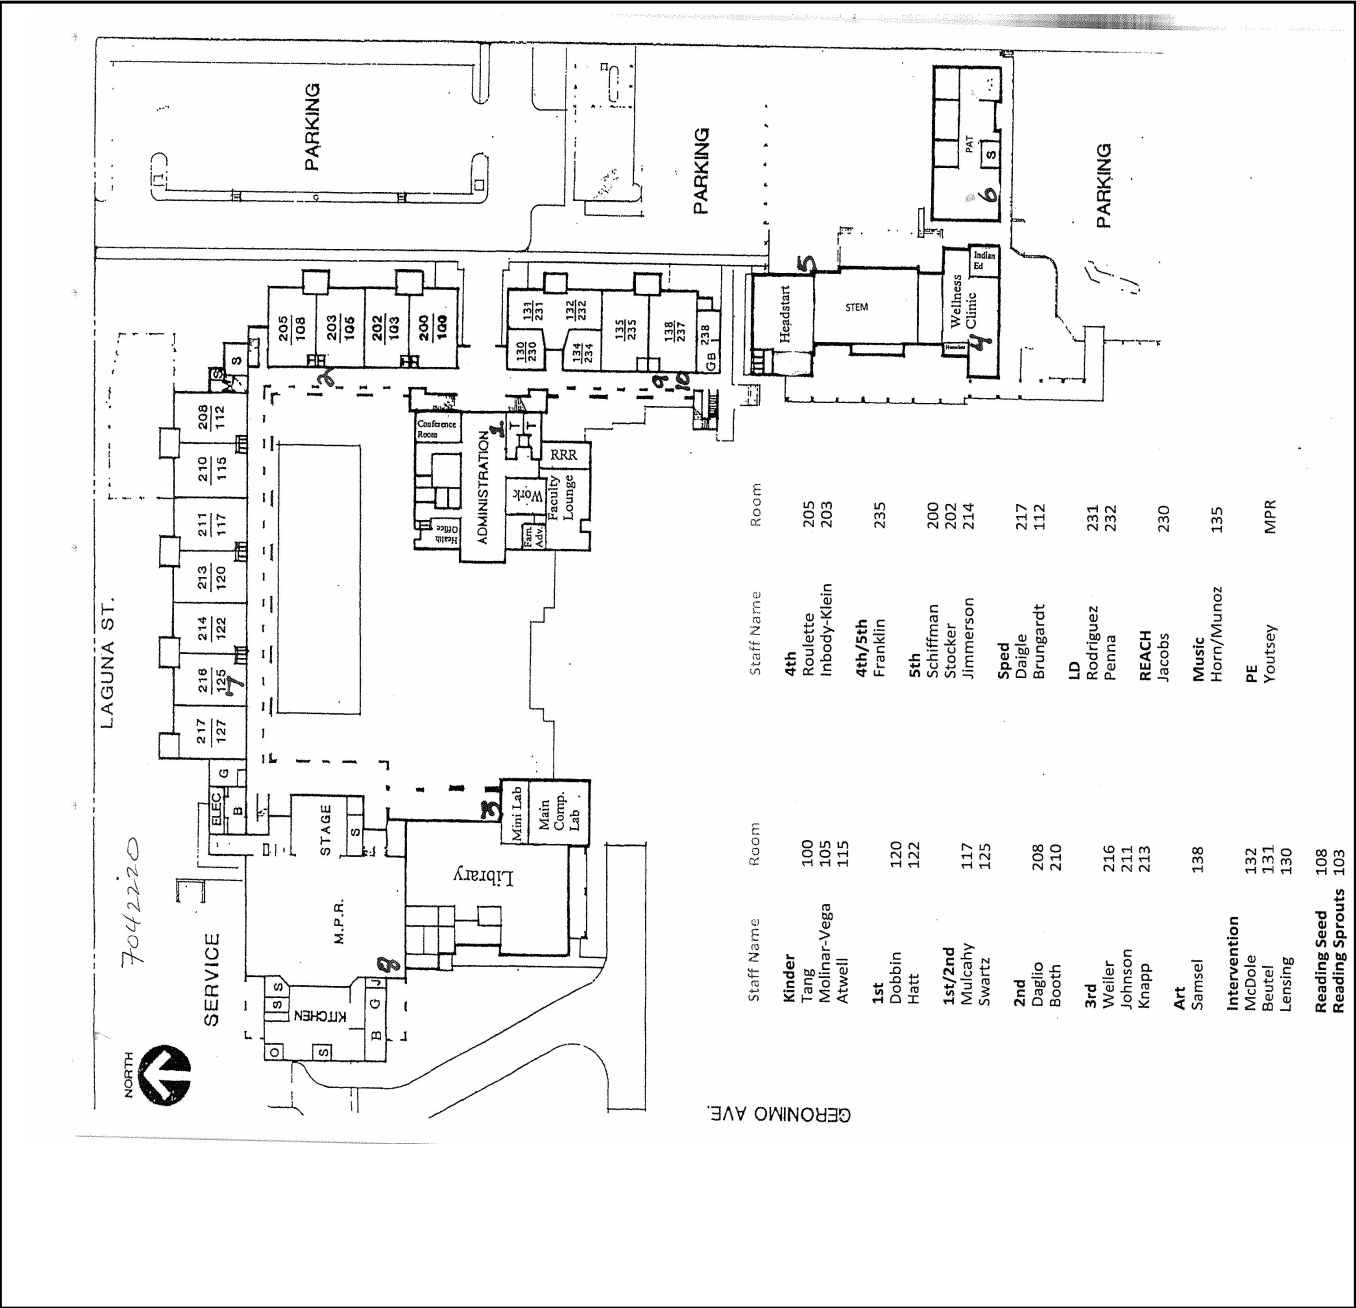 PARKING
PARKING
PARKING
PAT
S
6
LAGUNA ST.
205
108
203
105
202
103
200
100
2
131
231
132
232
130
230
134
234
135
235
138
237
238
GB
9
10
Headstart
5
STEM
Wellness
Clinic
4
Indian
Ed
S
S
208
112
210
115
211
117
213
120
214
122
216
125
7
217
127
G
ELEC
B
Conference
Room
ADMINISTRATION
1
T
T
RRR
Work
Faculty
Lounge
Fam.
Adv.
Health
Office
STAGE
S
3
Mini Lab
Main
Comp.
Lab
Library
M.P.R.
8
S
S
J
G
B
KITCHEN
O
S
SERVICE
7042220
NORTH
GERONIMO AVE.
Staff Name Room
Kinder
Tang 100
Molinar-Vega 105
Atwell 115
1st
Dobbin 120
Hatt 122
1st/2nd
Mulcahy 117
Swartz 125
2nd
Daglio 208
Booth 210
3rd
Weiler 216
Johnson 211
Knapp 213
Art
Samsel 138
Intervention
McDole 132
Beutel 131
Lensing 130
Reading Seed 108
Reading Sprouts 103
Staff Name Room
4th
Roulette 205
Inbody-Klein 203
4th/5th
Franklin 235
5th
Schiffman 200
Stocker 202
Jimmerson 214
Sped
Daigle 217
Brungardt 112
LD
Rodriguez 231
Penna 232
REACH
Jacobs 230
Music
Horn/Munoz 135
PE
Youtsey MPR